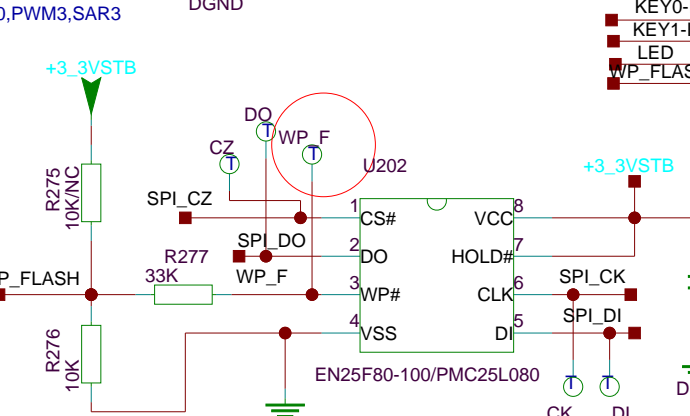 DGND
0,PWM3,SAR3
KEY0-
KEY1-
LED
WP_FLAS
+3_3VSTB
DO
T
WP_F
T
CZ
T
U202
+3_3VSTB
R275
10K/NC
SPI_CZ
1
CS#
VCC
8
SPI_DO
2
DO
HOLD#
7
R277
33K
WP_F
P_FLASH
3
WP#
CLK
6
SPI_CK
4
VSS
DI
5
SPI_DI
R276
10K
EN25F80-100/PMC25L080
T
T
CK
DI
D